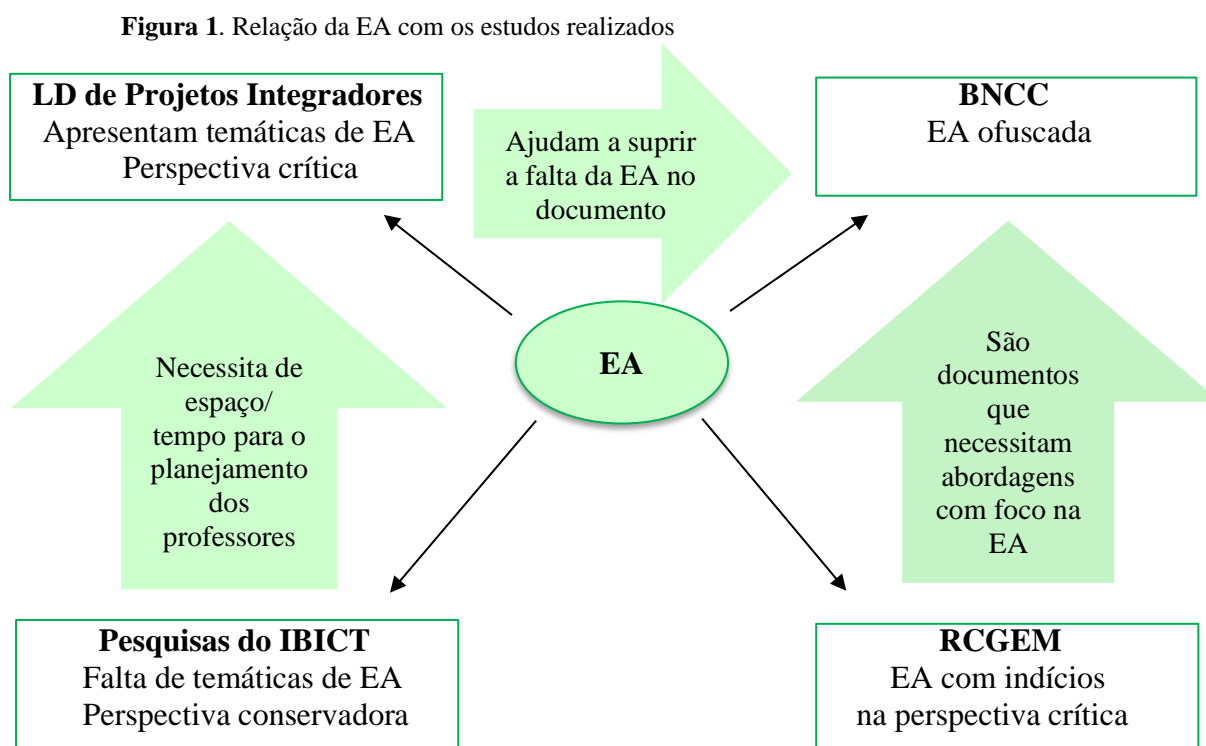 Figura 1. Relação da EA com os estudos realizados
LD de Projetos Integradores
Apresentam temáticas de EA
Perspectiva crítica
Ajudam a suprir
a falta da EA no
documento
BNCC
EA ofuscada
Necessita de
espaço/
tempo para o
planejamento
dos
professores
EA
São
documentos
que
necessitam
abordagens
com foco na
EA
Pesquisas do IBICT
Falta de temáticas de EA
Perspectiva conservadora
RCGEM
EA com indícios
na perspectiva crítica